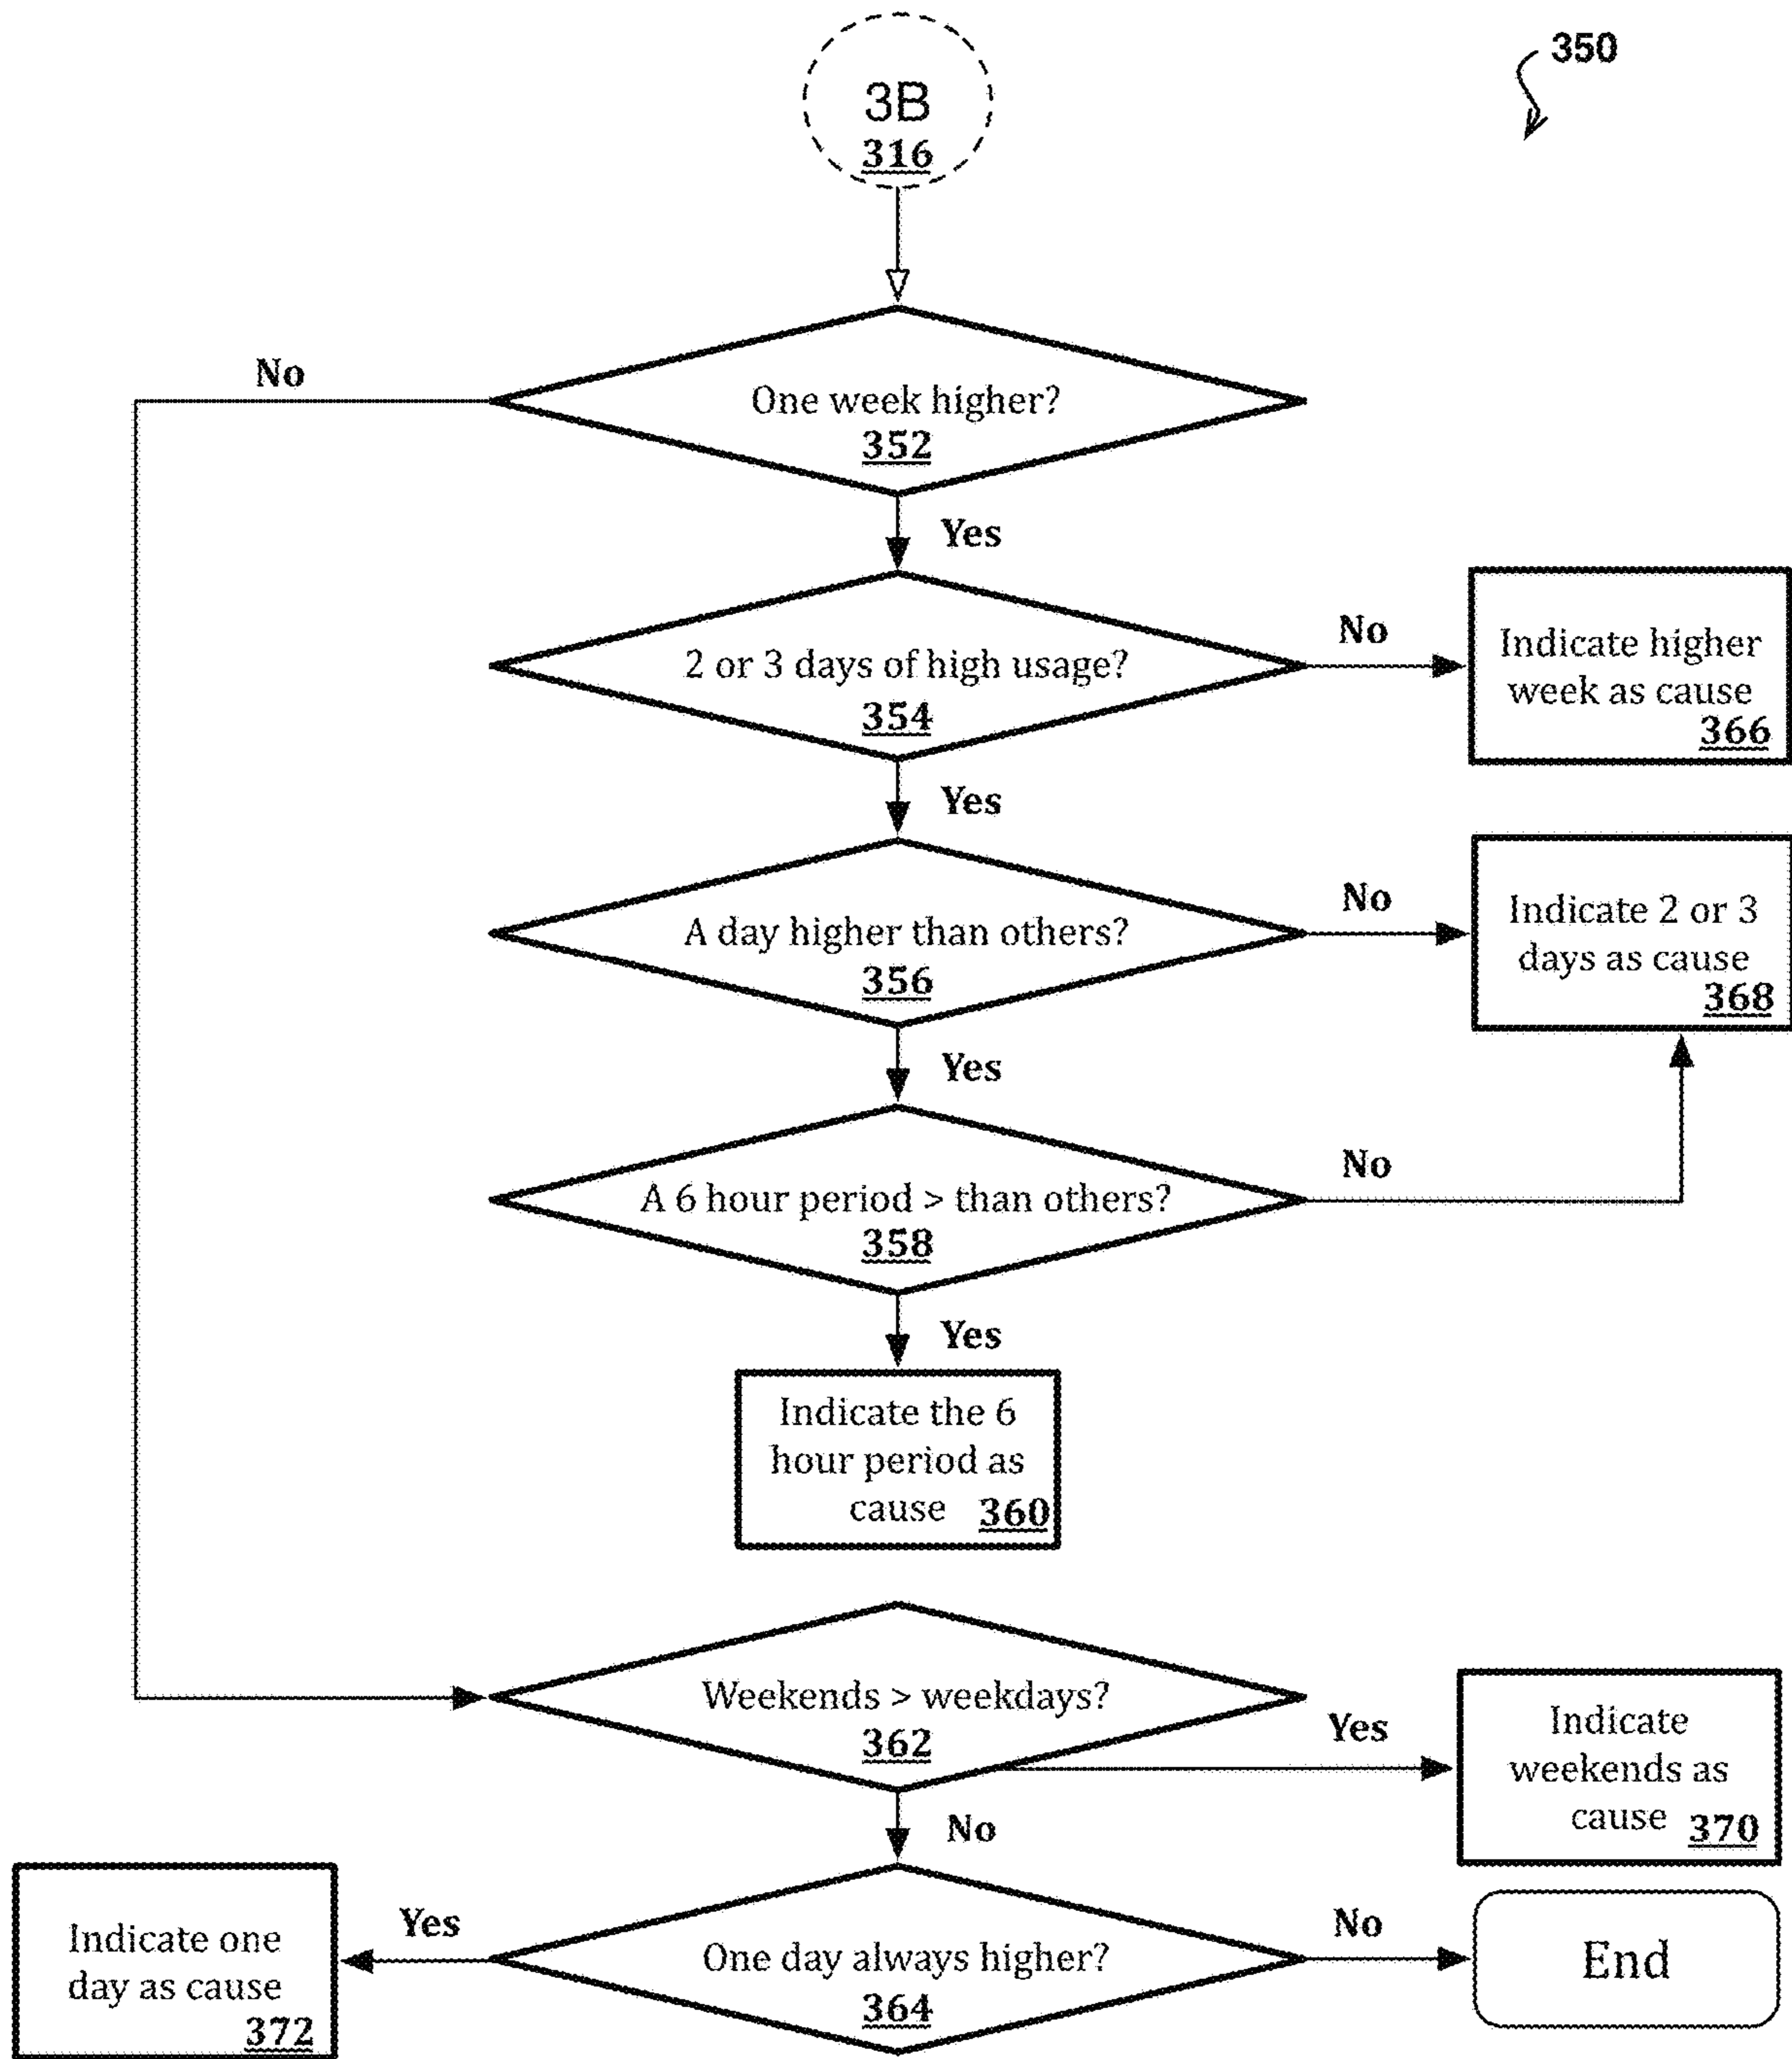 350
3B
316
No
One week higher?
352
Yes
2 or 3 days of high usage?
354
No
Indicate higher
week as cause
366
Yes
A day higher than others?
356
No
Indicate 2 or 3
days as cause
368
Yes
A 6 hour period > than others?
358
No
Yes
Indicate the 6
hour period as
cause 360
Weekends > weekdays?
362
Yes
Indicate
weekends as
cause 370
No
One day always higher?
364
Yes
Indicate one
day as cause
372
No
End